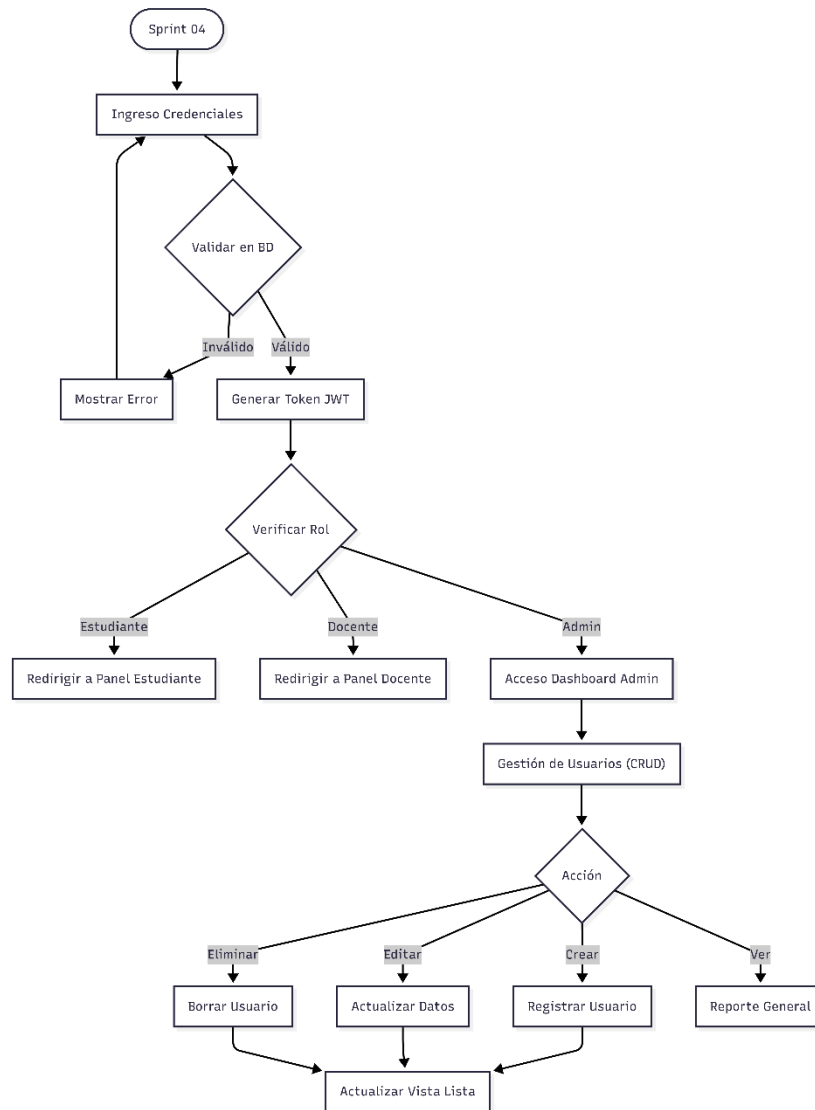 Sprint 04
Ingreso Credenciales
Validar en BD
Inválido
Válido
Mostrar Error
Generar Token JWT
Verificar Rol
Estudiante
Docente
Admin
Redirigir a Panel Estudiante
Redirigir a Panel Docente
Acceso Dashboard Admin
Gestión de Usuarios (CRUD)
Acción
Eliminar
Editar
Crear
Ver
Borrar Usuario
Actualizar Datos
Registrar Usuario
Reporte General
Actualizar Vista Lista